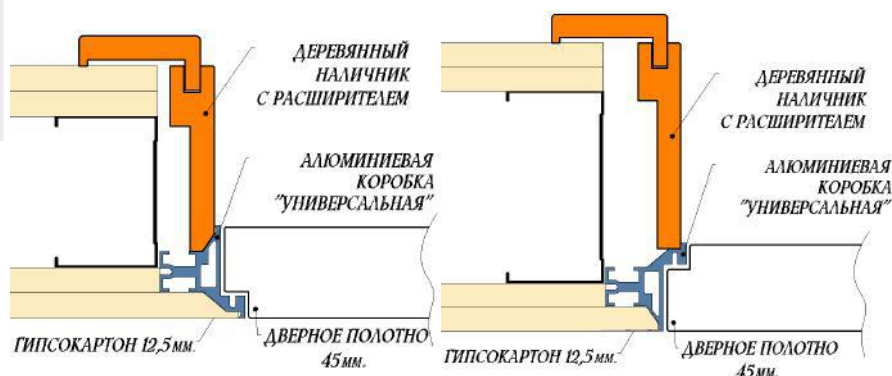 ДЕРЕВЯННЫЙ
НАЛИЧНИК
С РАСШИРИТЕЛЕМ
АЛЮМИНИЕВАЯ
КОРОБКА
"УНИВЕРСАЛЬНАЯ"
ГИПСОКАРТОН 12,5мм.
ДВЕРНОЕ ПОЛОТНО
45мм.
ДЕРЕВЯННЫЙ
НАЛИЧНИК
С РАСШИРИТЕЛЕМ
АЛЮМИНИЕВАЯ
КОРОБКА
"УНИВЕРСАЛЬНАЯ"
ГИПСОКАРТОН 12,5мм.
ДВЕРНОЕ ПОЛОТНО
45мм.